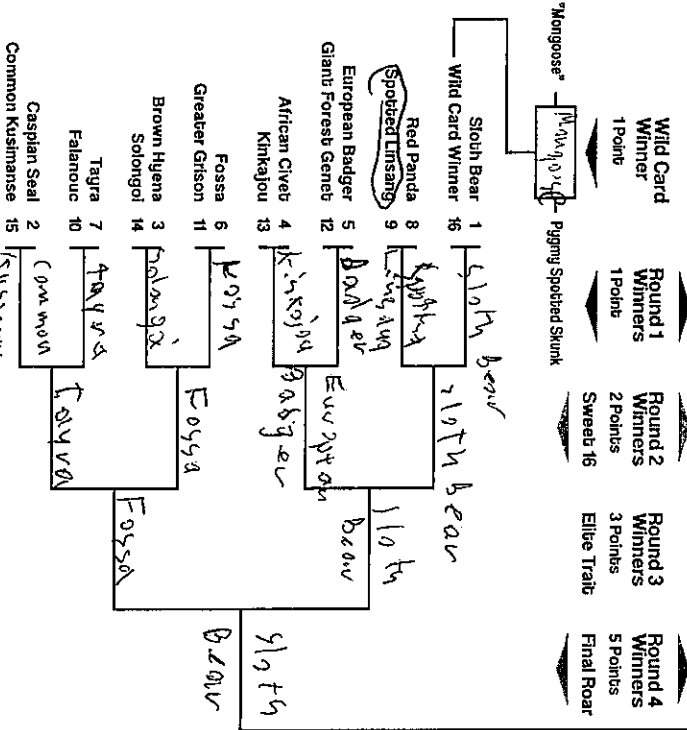 Wild Card
Winner
1 Point
Round 1
Winners
1 Point
Round 2
Winners
2 Points
Sweet 16
Round 3
Winners
3 Points
Elite Trait
Round 4
Winners
5 Points
Final Roar
"Mongoose"
Mongoose
Pygmy Spotted Skunk
Sloth Bear 1
Wild Card Winner 16
Sloth Bear
Red Panda 8
Spotted Linsang 9
Linsang
Sloth Bear
European Badger 5
Giant Forest Genet 12
Badger
African Civet 4
Kinkajou 13
Kinkajou
European Badger
Sloth Bear
Fossa 6
Greater Grison 11
Fossa
Brown Hyena 3
Solongoi 14
Fossa
Tayra 7
Falanouc 10
tayra
Caspian Seal 2
Common Kusimanse 15
Common
Tayra
Fossa
Sloth Bear